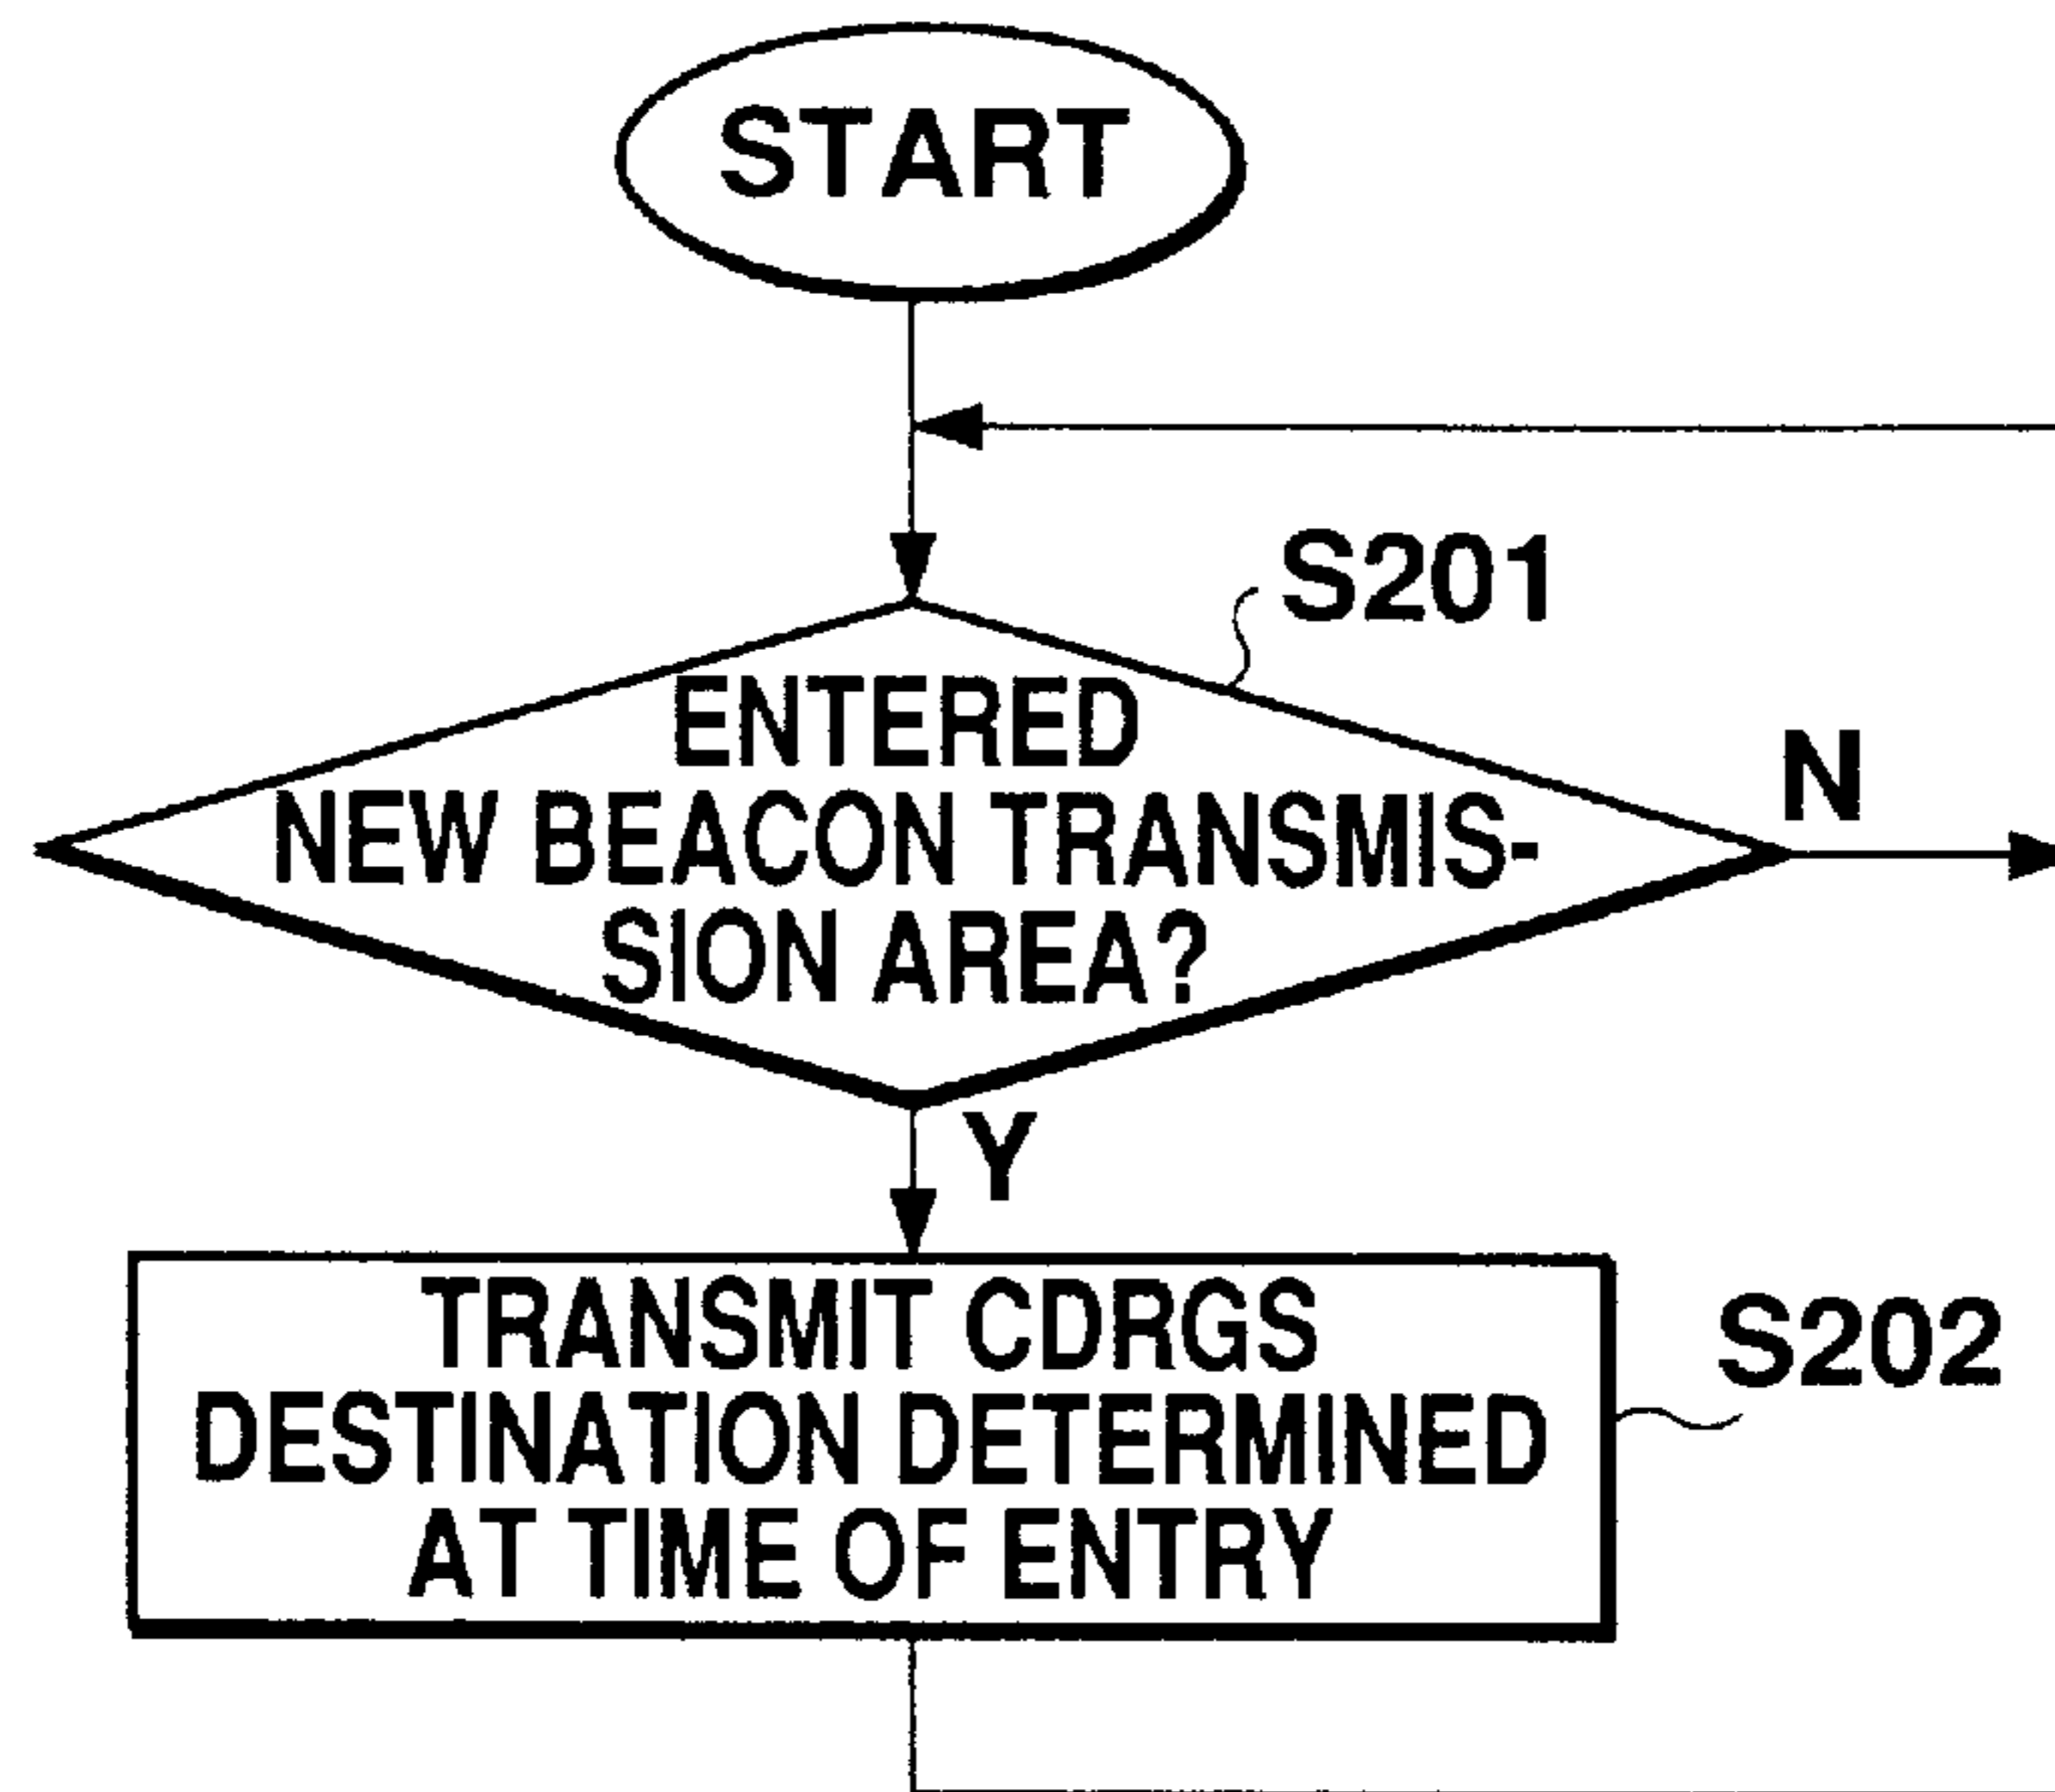 START
S201
ENTERED
NEW BEACON TRANSMIS-
SION AREA?
N
Y
TRANSMIT CDRGS
DESTINATION DETERMINED
AT TIME OF ENTRY
S202